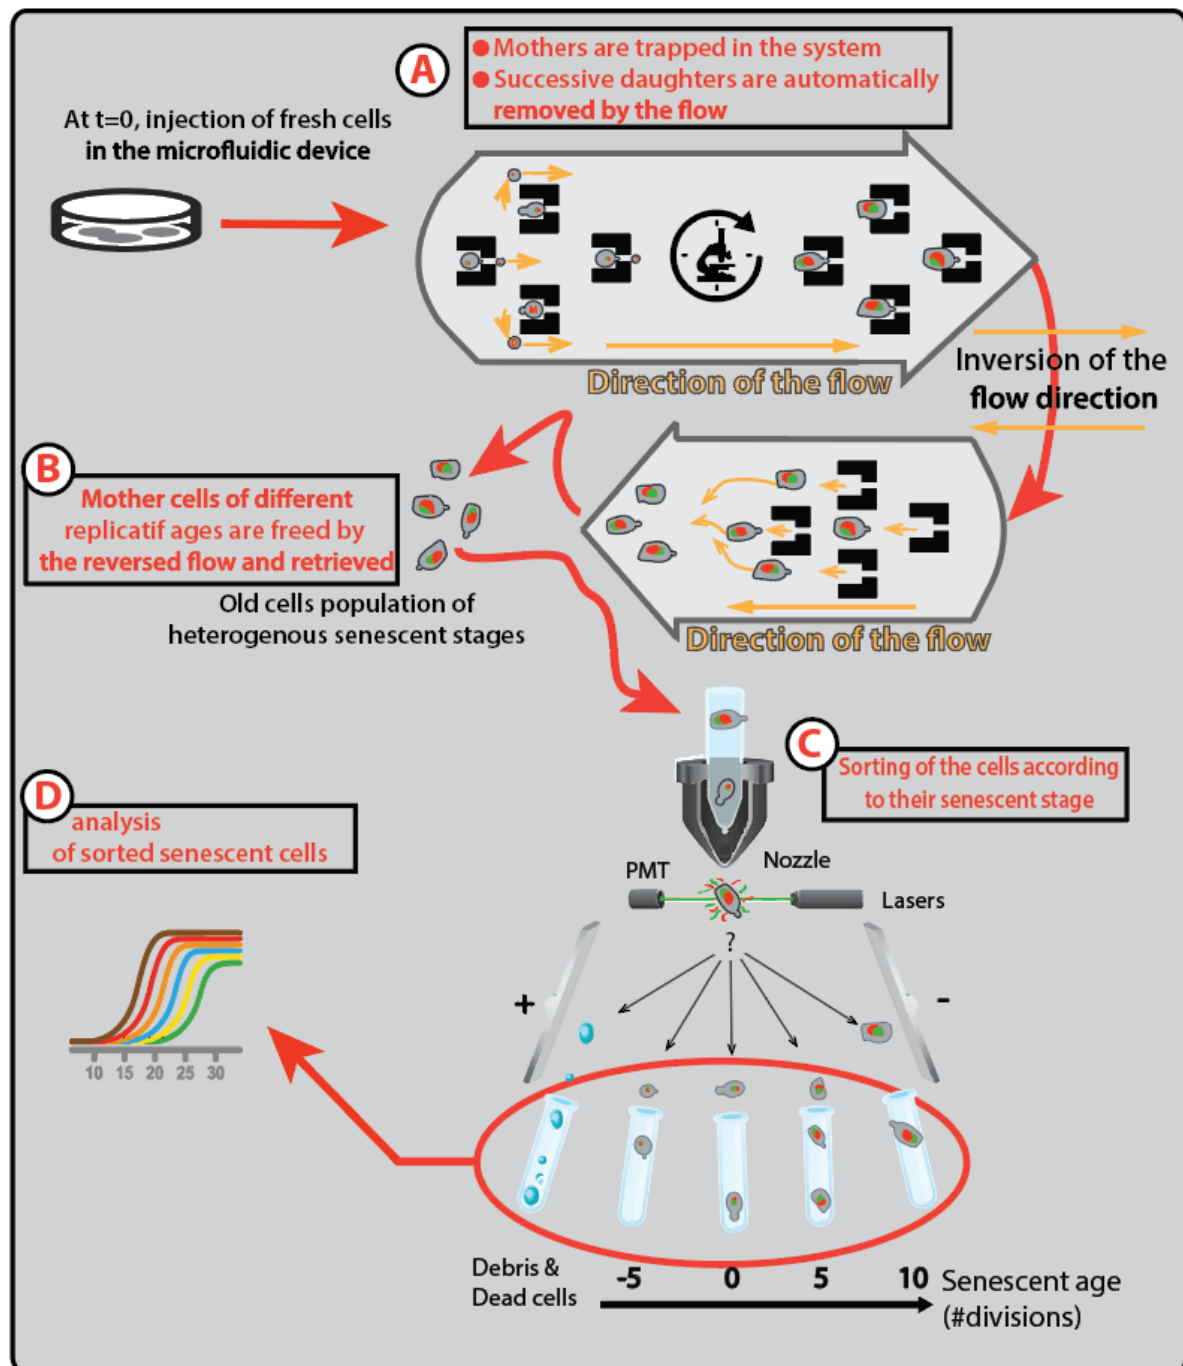 A
● Mothers are trapped in the system
● Successive daughters are automatically
removed by the flow
At t=0, injection of fresh cells
in the microfluidic device
M
Direction of the flow
Inversion of the
flow direction
B
Mother cells of different
replicatif ages are freed by
the reversed flow and retrieved
Old cells population of
heterogenous senescent stages
Direction of the flow
C
Sorting of the cells according
to their senescent stage
D
analysis
of sorted senescent cells
PMT
Nozzle
Lasers
?
+
-
10 15 20 25 30
Debris &
Dead cells
-5 0 5 10
Senescent age
(#divisions)